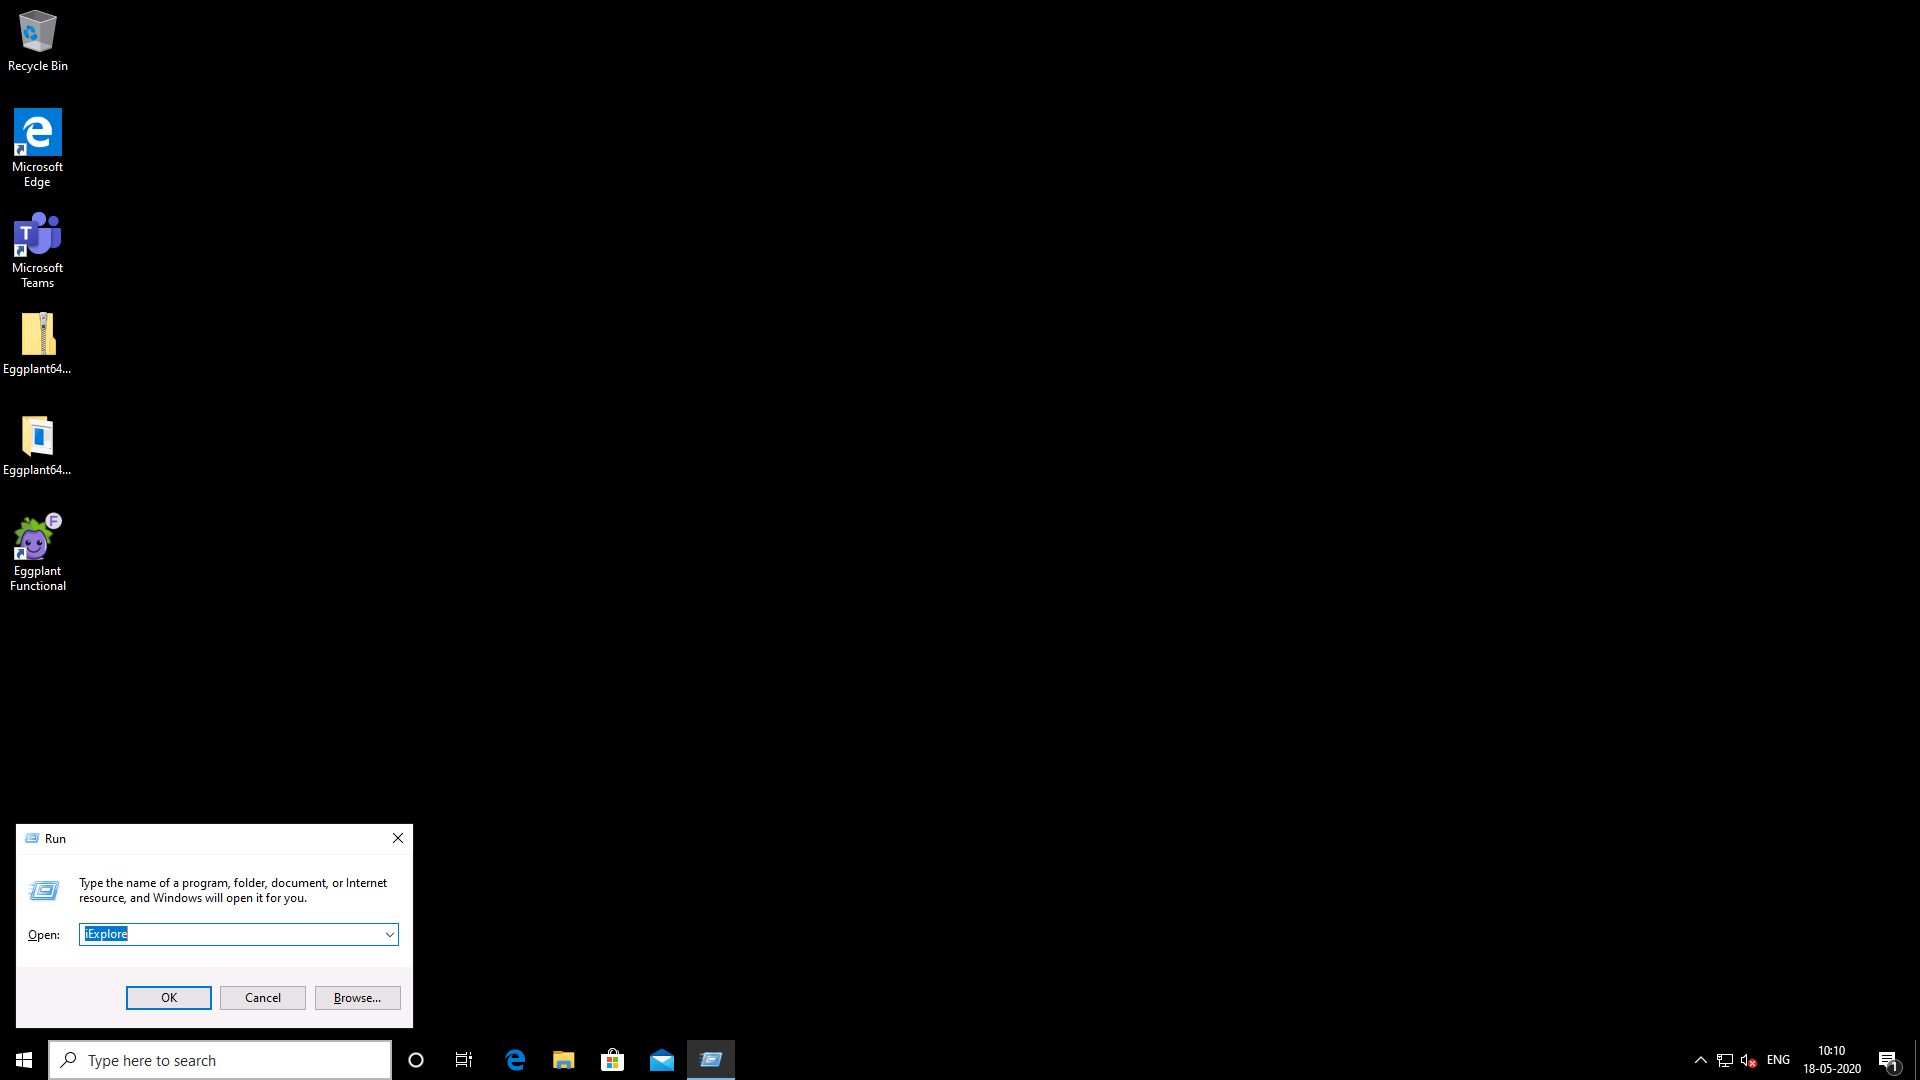 Recycle Bin
Microsoft
Edge
Microsoft
Teams
Eggplant64...
Eggplant64...
Eggplant
Functional
Run
Type the name of a program, folder, document, or Internet
resource, and Windows will open it for you.
Open:
iExplore
OK
Cancel
Browse...
Type here to search
ENG
10:10
18-05-2020
1